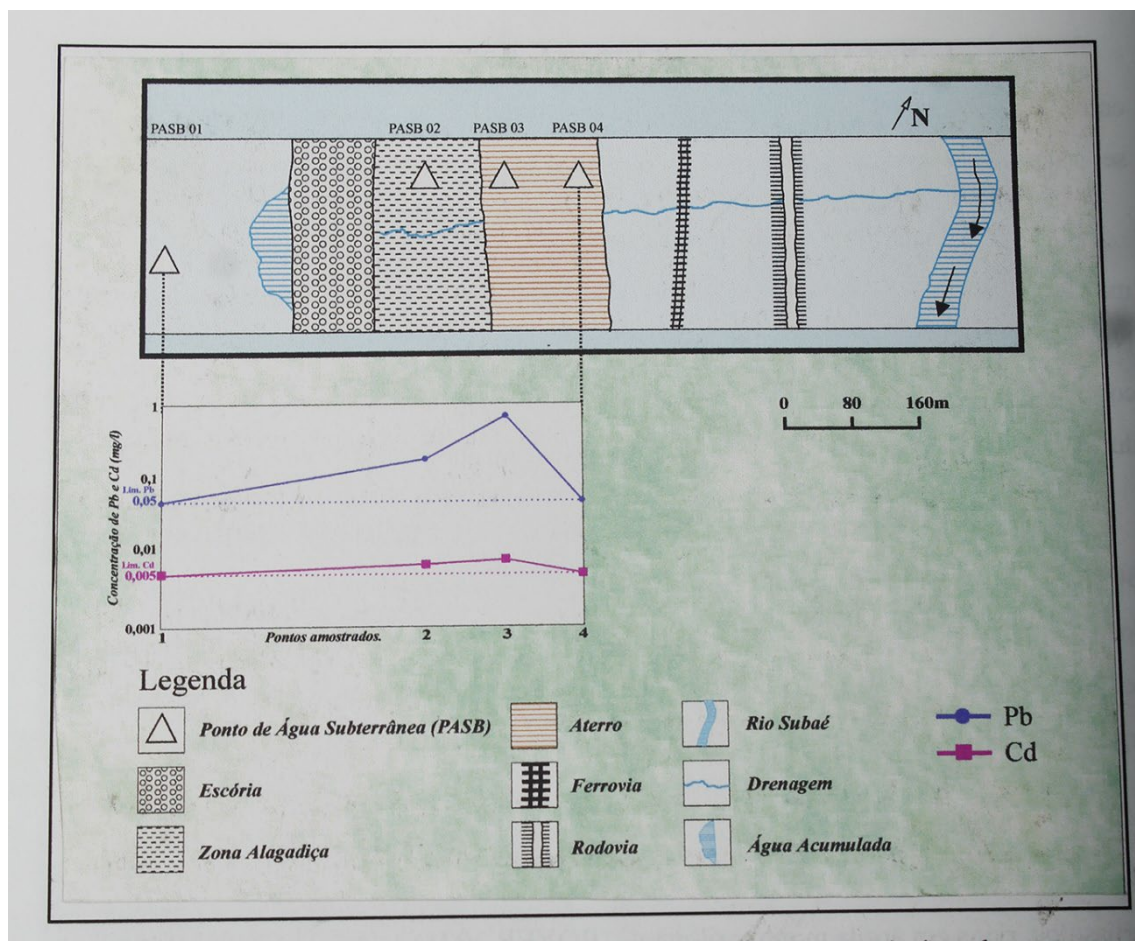 PASB 01
PASB 02
PASB 03
PASB 04
N
0 80 160m
Concentração de Pb e Cd (mg/l)
1
0,1
Lim. Pb
0,05
0,01
Lim. Cd
0,005
0,001
1 Pontos amostrados. 2 3 4
Legenda
Ponto de Água Subterrânea (PASB)
Aterro
Rio Subaé
Pb
Cd
Escória
Ferrovia
Drenagem
Zona Alagadiça
Rodovia
Água Acumulada